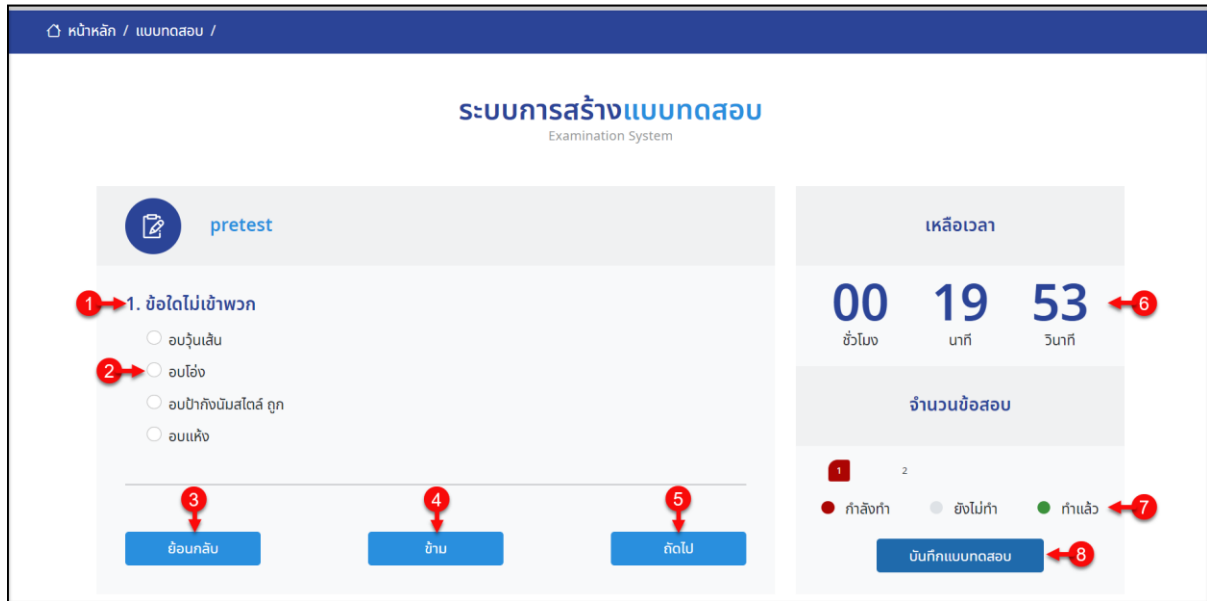 หน้าหลัก / แบบทดสอบ /
ระบบการสร้างแบบทดสอบ
Examination System
pretest
1
1. ข้อใดไม่เข้าพวก
อบวุ้นเส้น
2
อบโอ่ง
อบป้ากังนัมสไตล์ ถูก
อบแห้ง
3
4
5
ย้อนกลับ
ข้าม
ถัดไป
เหลือเวลา
00 19 53
6
ชั่วโมง นาที วินาที
จำนวนข้อสอบ
1 2
กำลังทำ ยังไม่ทำ ทำแล้ว
7
บันทึกแบบทดสอบ
8